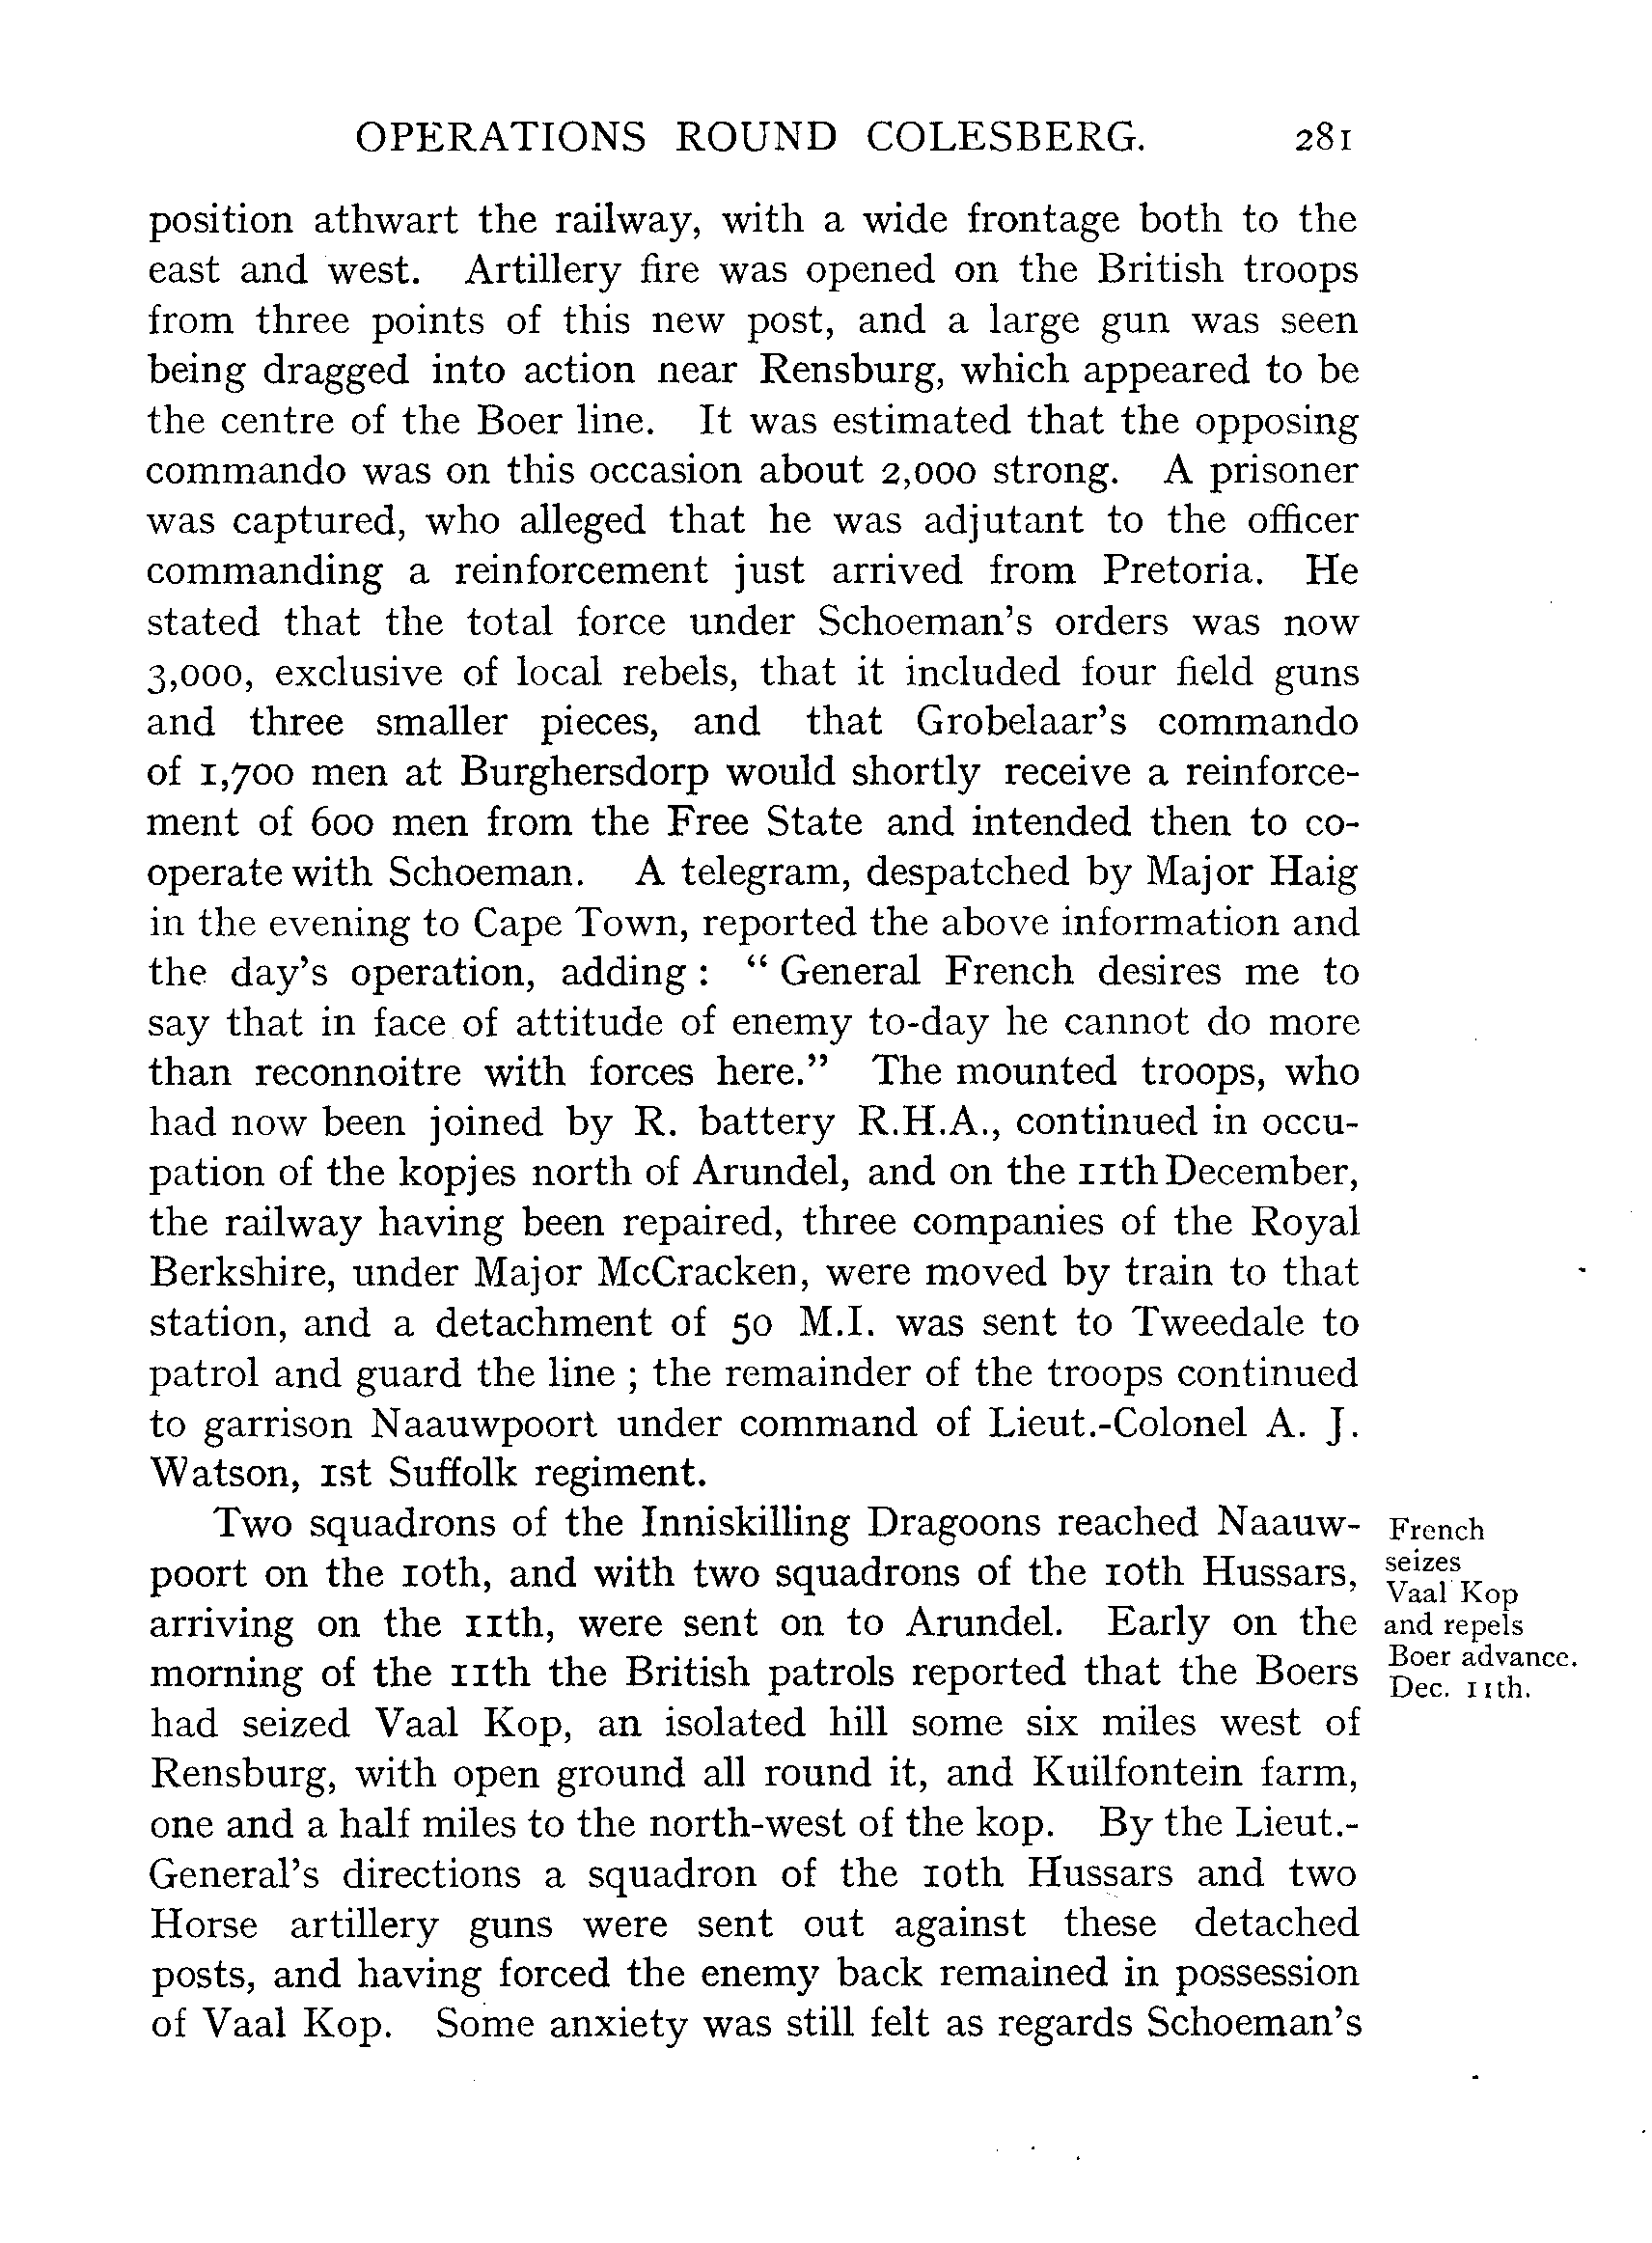 OPERATIONS ROUND COLESBERG. 281
position athwart the railway, with a wide frontage both to the
east and west. Artillery fire was opened on the British troops
from three points of this new post, and a large gun was seen
being dragged into action near Rensburg, which appeared to be
the centre of the Boer line. It was estimated that the opposing
commando was on this occasion about 2,000 strong. A prisoner
was captured, who alleged that he was adjutant to the officer
commanding a reinforcement just arrived from Pretoria. He
stated that the total force under Schoeman's orders was now
3,000, exclusive of local rebels, that it included four field guns
and three smaller pieces, and that Grobelaar's commando
of 1,700 men at Burghersdorp would shortly receive a reinforce-
ment of 600 men from the Free State and intended then to co-
operate with Schoeman. A telegram, despatched by Major Haig
in the evening to Cape Town, reported the above information and
the day's operation, adding : " General French desires me to
say that in face of attitude of enemy to-day he cannot do more
than reconnoitre with forces here." The mounted troops, who
had now been joined by R. battery R.H.A., continued in occu-
pation of the kopjes north of Arundel, and on the 11th December,
the railway having been repaired, three companies of the Royal
Berkshire, under Major McCracken, were moved by train to that
station, and a detachment of 50 M.I. was sent to Tweedale to
patrol and guard the line ; the remainder of the troops continued
to garrison Naauwpoort under command of Lieut.-Colonel A. J.
Watson, 1st Suffolk regiment.
Two squadrons of the Inniskilling Dragoons reached Naauw-
poort on the 10th, and with two squadrons of the 10th Hussars,
arriving on the 11th, were sent on to Arundel. Early on the
morning of the 11th the British patrols reported that the Boers
had seized Vaal Kop, an isolated hill some six miles west of
Rensburg, with open ground all round it, and Kuilfontein farm,
one and a half miles to the north-west of the kop. By the Lieut.-
General's directions a squadron of the 10th Hussars and two
Horse artillery guns were sent out against these detached
posts, and having forced the enemy back remained in possession
of Vaal Kop. Some anxiety was still felt as regards Schoeman's
French
seizes
Vaal Kop
and repels
Boer advance.
Dec. 11th.